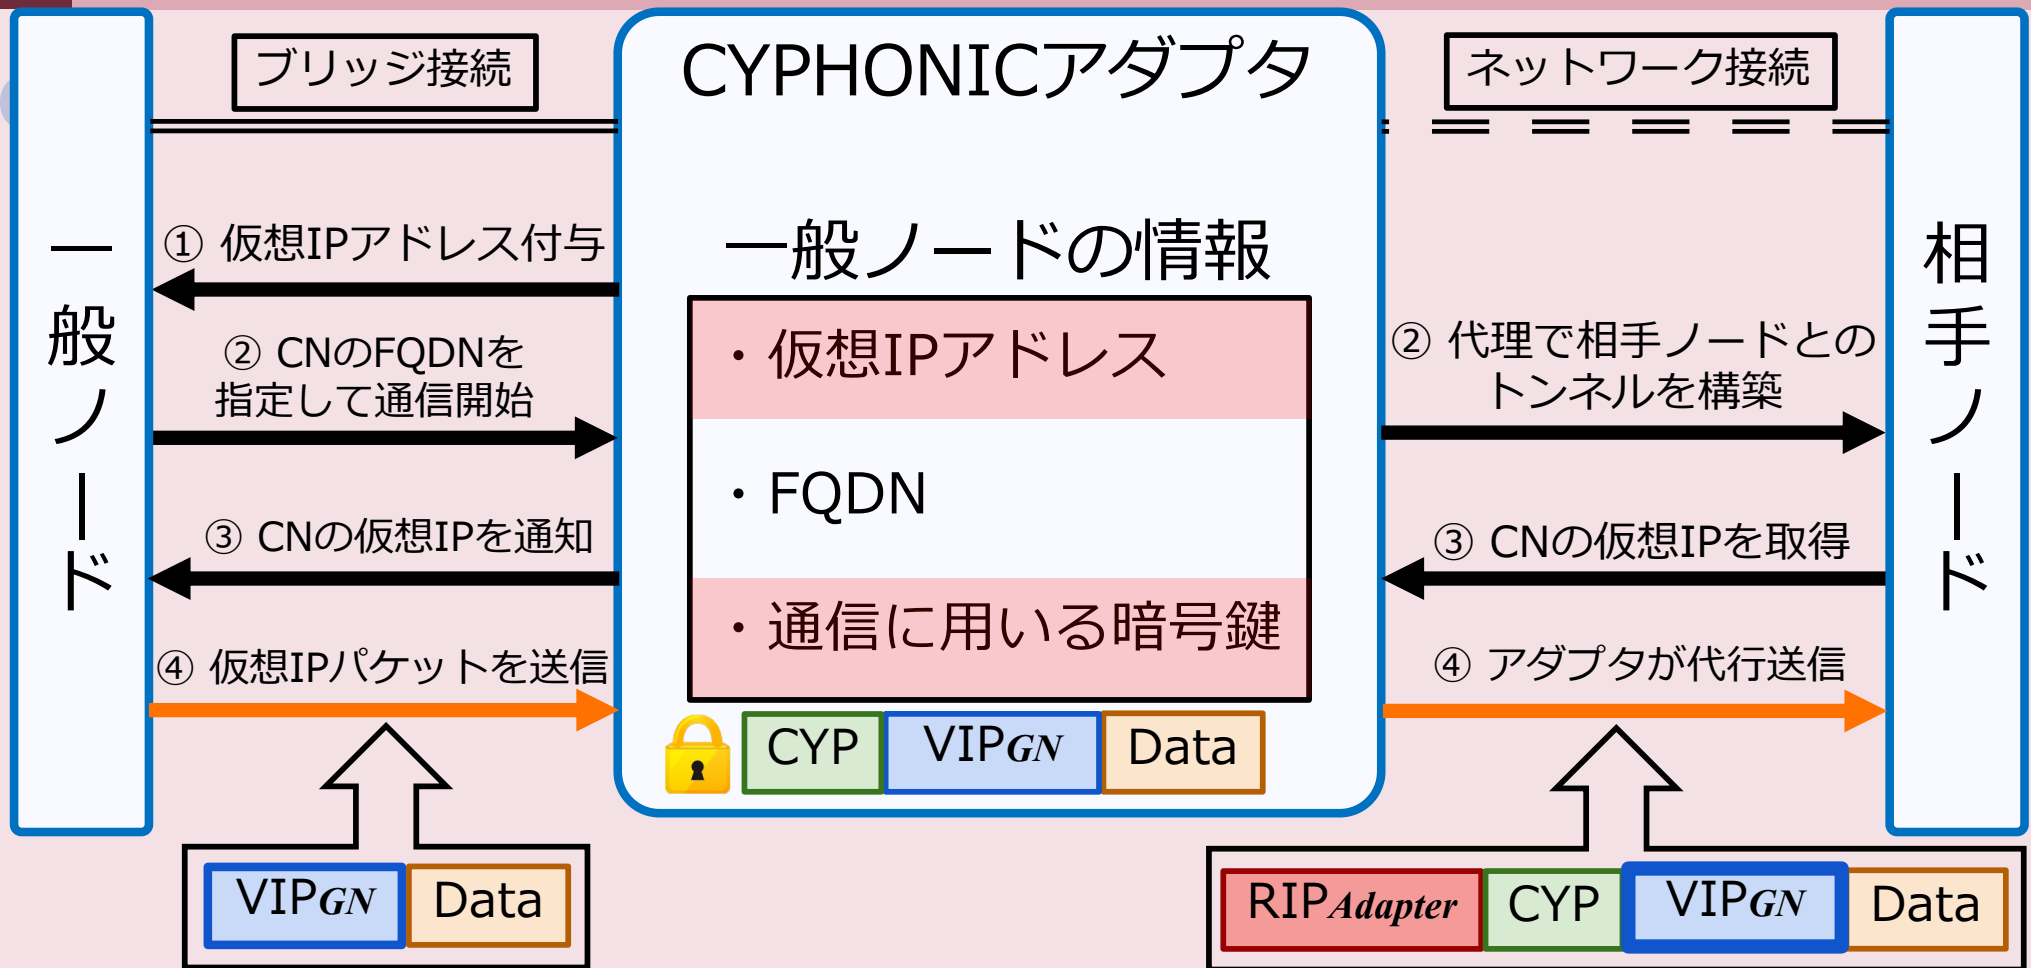 ブリッジ接続
CYPHONICアダプタ
ネットワーク接続
一般ノード
① 仮想IPアドレス付与
② CNのFQDNを
指定して通信開始
③ CNの仮想IPを通知
④ 仮想IPパケットを送信
VIPGN
Data
一般ノードの情報
・仮想IPアドレス
・FQDN
・通信に用いる暗号鍵
CYP
VIPGN
Data
② 代理で相手ノードとの
トンネルを構築
③ CNの仮想IPを取得
④ アダプタが代行送信
RIPAdapter
CYP
VIPGN
Data
相手ノード